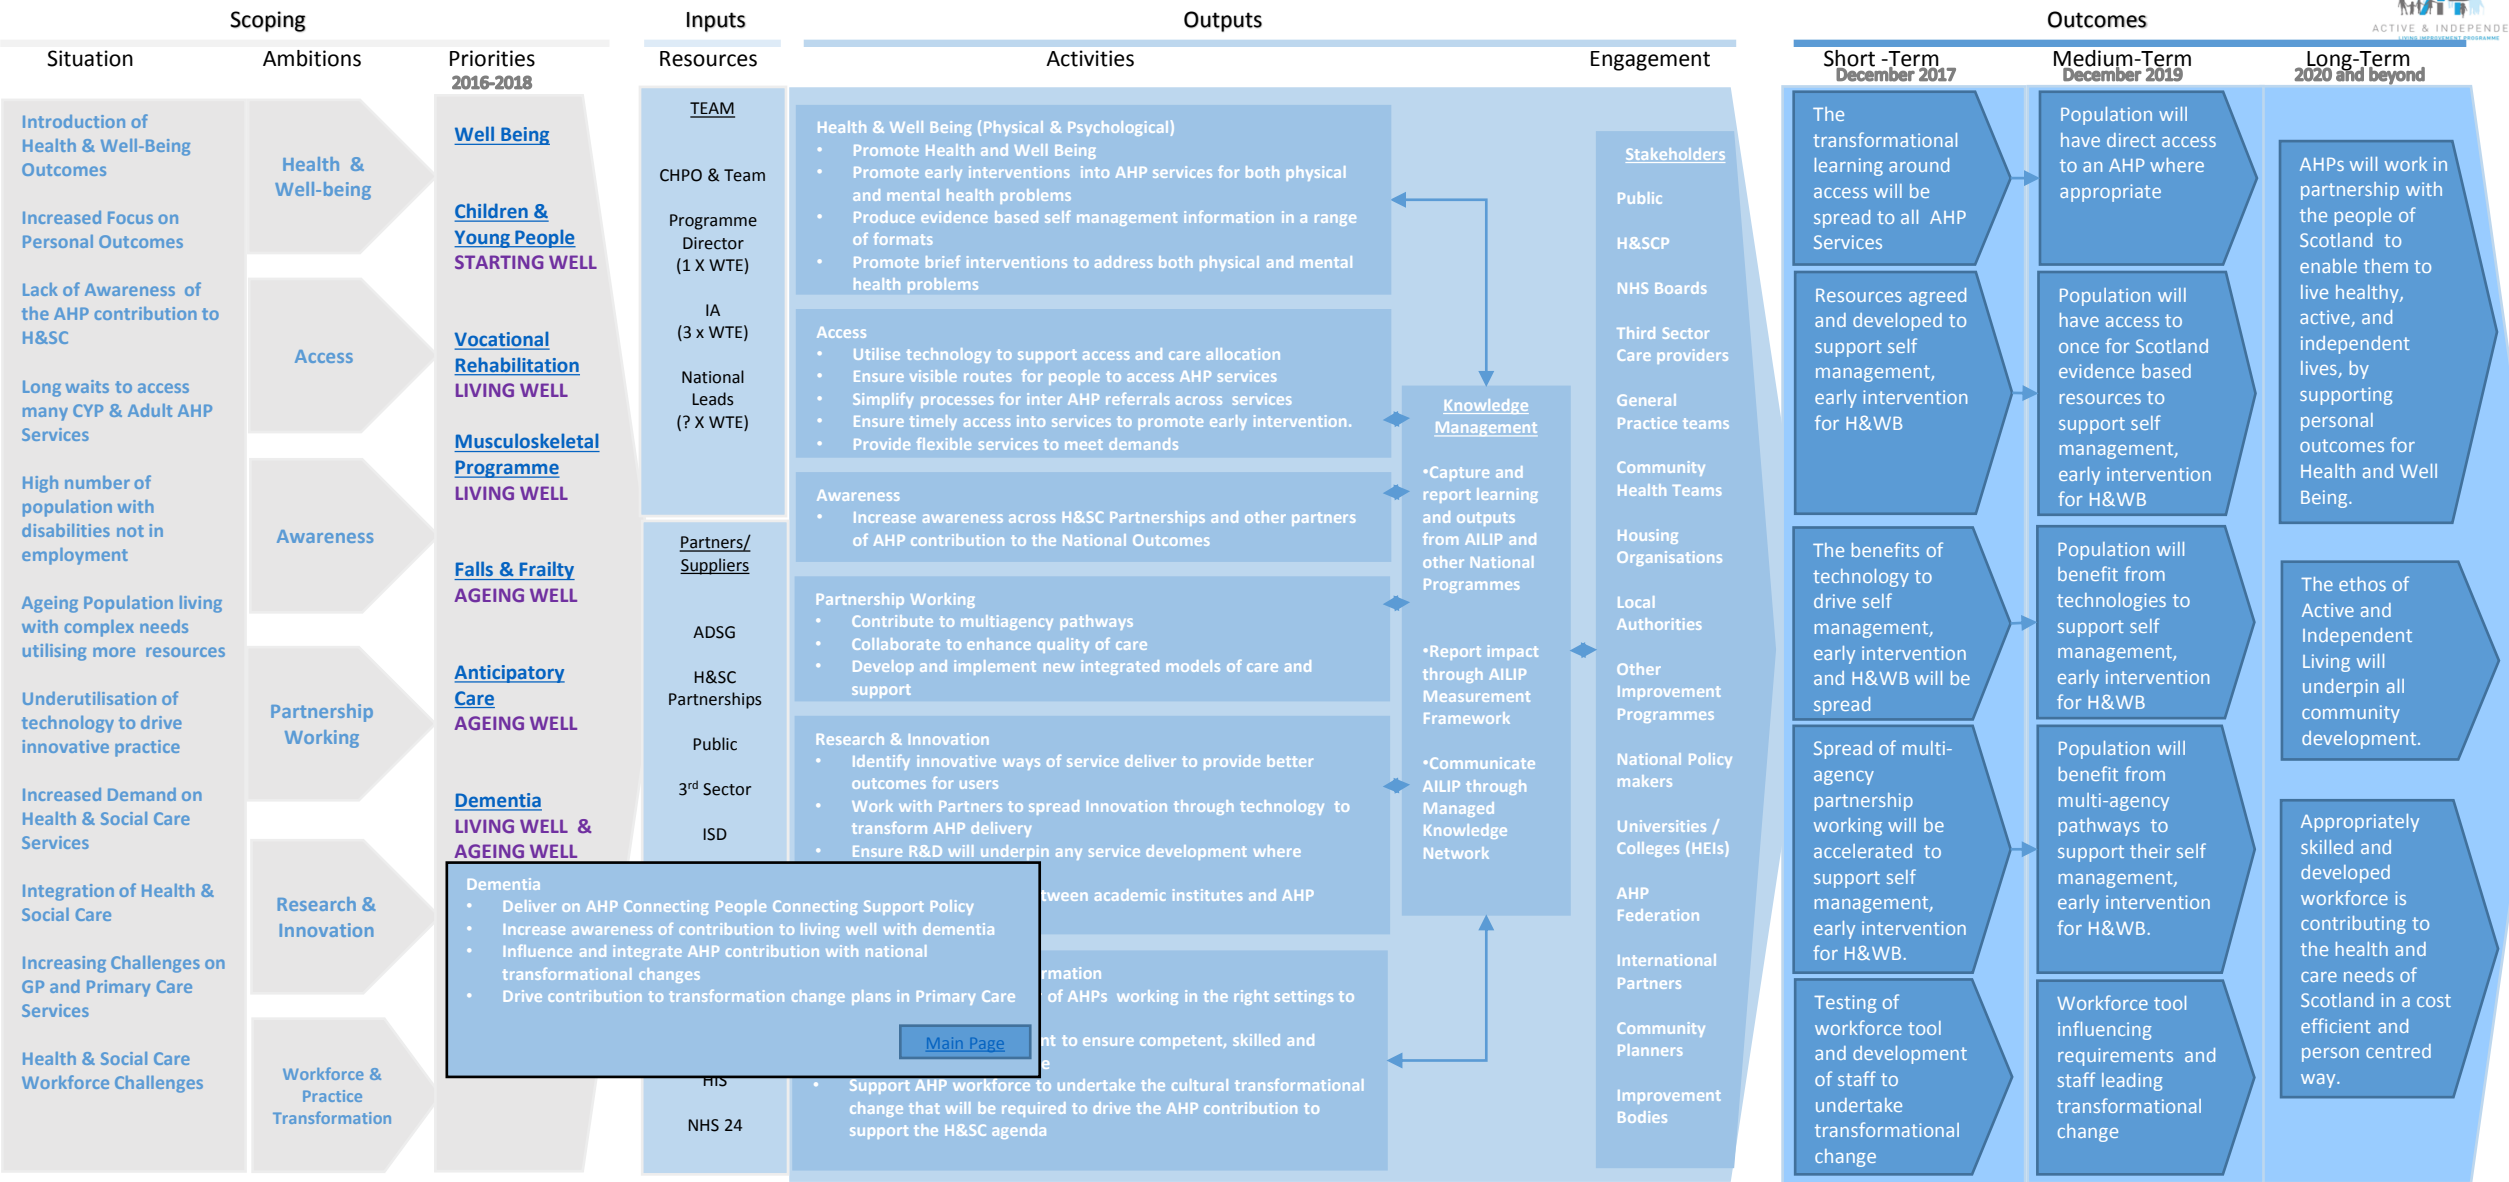 Scoping
Inputs
Outputs
Outcomes
ACTIVE & INDEPENDE
LIVING IMPROVEMENT PROGRAMME
Situation
Ambitions
Priorities
2016-2018
Resources
Activities
Engagement
Short -Term
December 2017
Medium-Term
December 2019
Long-Term
2020 and beyond
Introduction of
Health & Well-Being
Outcomes
Increased Focus on
Personal Outcomes
Lack of Awareness of
the AHP contribution to
H&SC
Long waits to access
many CYP & Adult AHP
Services
High number of
population with
disabilities not in
employment
Ageing Population living
with complex needs
utilising more resources
Underutilisation of
technology to drive
innovative practice
Increased Demand on
Health & Social Care
Services
Integration of Health &
Social Care
Increasing Challenges on
GP and Primary Care
Services
Health & Social Care
Workforce Challenges
Health &
Well-being
Access
Awareness
Partnership
Working
Research &
Innovation
Workforce &
Practice
Transformation
Well Being
Children &
Young People
STARTING WELL
Vocational
Rehabilitation
LIVING WELL
Musculoskeletal
Programme
LIVING WELL
Falls & Frailty
AGEING WELL
Anticipatory
Care
AGEING WELL
Dementia
LIVING WELL &
AGEING WELL
TEAM
CHPO & Team
Programme
Director
(1 X WTE)
IA
(3 x WTE)
National
Leads
(? X WTE)
Partners/
Suppliers
ADSG
H&SC
Partnerships
Public
3rd Sector
ISD
HIS
NHS 24
Health & Well Being (Physical & Psychological)
• Promote Health and Well Being
• Promote early interventions into AHP services for both physical
and mental health problems
• Produce evidence based self management information in a range
of formats
• Promote brief interventions to address both physical and mental
health problems
Access
• Utilise technology to support access and care allocation
• Ensure visible routes for people to access AHP services
• Simplify processes for inter AHP referrals across services
• Ensure timely access into services to promote early intervention.
• Provide flexible services to meet demands
Awareness
• Increase awareness across H&SC Partnerships and other partners
of AHP contribution to the National Outcomes
Partnership Working
• Contribute to multiagency pathways
• Collaborate to enhance quality of care
• Develop and implement new integrated models of care and
support
Research & Innovation
• Identify innovative ways of service deliver to provide better
outcomes for users
• Work with Partners to spread Innovation through technology to
transform AHP delivery
• Ensure R&D will underpin any service development where
tween academic institutes and AHP
rmation
of AHPs working in the right settings to
nt to ensure competent, skilled and
e
• Support AHP workforce to undertake the cultural transformational
change that will be required to drive the AHP contribution to
support the H&SC agenda
Dementia
• Deliver on AHP Connecting People Connecting Support Policy
• Increase awareness of contribution to living well with dementia
• Influence and integrate AHP contribution with national
transformational changes
• Drive contribution to transformation change plans in Primary Care
Main Page
Knowledge
Management
•Capture and
report learning
and outputs
from AILIP and
other National
Programmes
•Report impact
through AILIP
Measurement
Framework
•Communicate
AILIP through
Managed
Knowledge
Network
Stakeholders
Public
H&SCP
NHS Boards
Third Sector
Care providers
General
Practice teams
Community
Health Teams
Housing
Organisations
Local
Authorities
Other
Improvement
Programmes
National Policy
makers
Universities /
Colleges (HEIs)
AHP
Federation
International
Partners
Community
Planners
Improvement
Bodies
The
transformational
learning around
access will be
spread to all AHP
Services
Resources agreed
and developed to
support self
management,
early intervention
for H&WB
The benefits of
technology to
drive self
management,
early intervention
and H&WB will be
spread
Spread of multi-
agency
partnership
working will be
accelerated to
support self
management,
early intervention
for H&WB.
Testing of
workforce tool
and development
of staff to
undertake
transformational
change
Population will
have direct access
to an AHP where
appropriate
Population will
have access to
once for Scotland
evidence based
resources to
support self
management,
early intervention
for H&WB
Population will
benefit from
technologies to
support self
management,
early intervention
for H&WB
Population will
benefit from
multi-agency
pathways to
support their self
management,
early intervention
for H&WB.
Workforce tool
influencing
requirements and
staff leading
transformational
change
AHPs will work in
partnership with
the people of
Scotland to
enable them to
live healthy,
active, and
independent
lives, by
supporting
personal
outcomes for
Health and Well
Being.
The ethos of
Active and
Independent
Living will
underpin all
community
development.
Appropriately
skilled and
developed
workforce is
contributing to
the health and
care needs of
Scotland in a cost
efficient and
person centred
way.